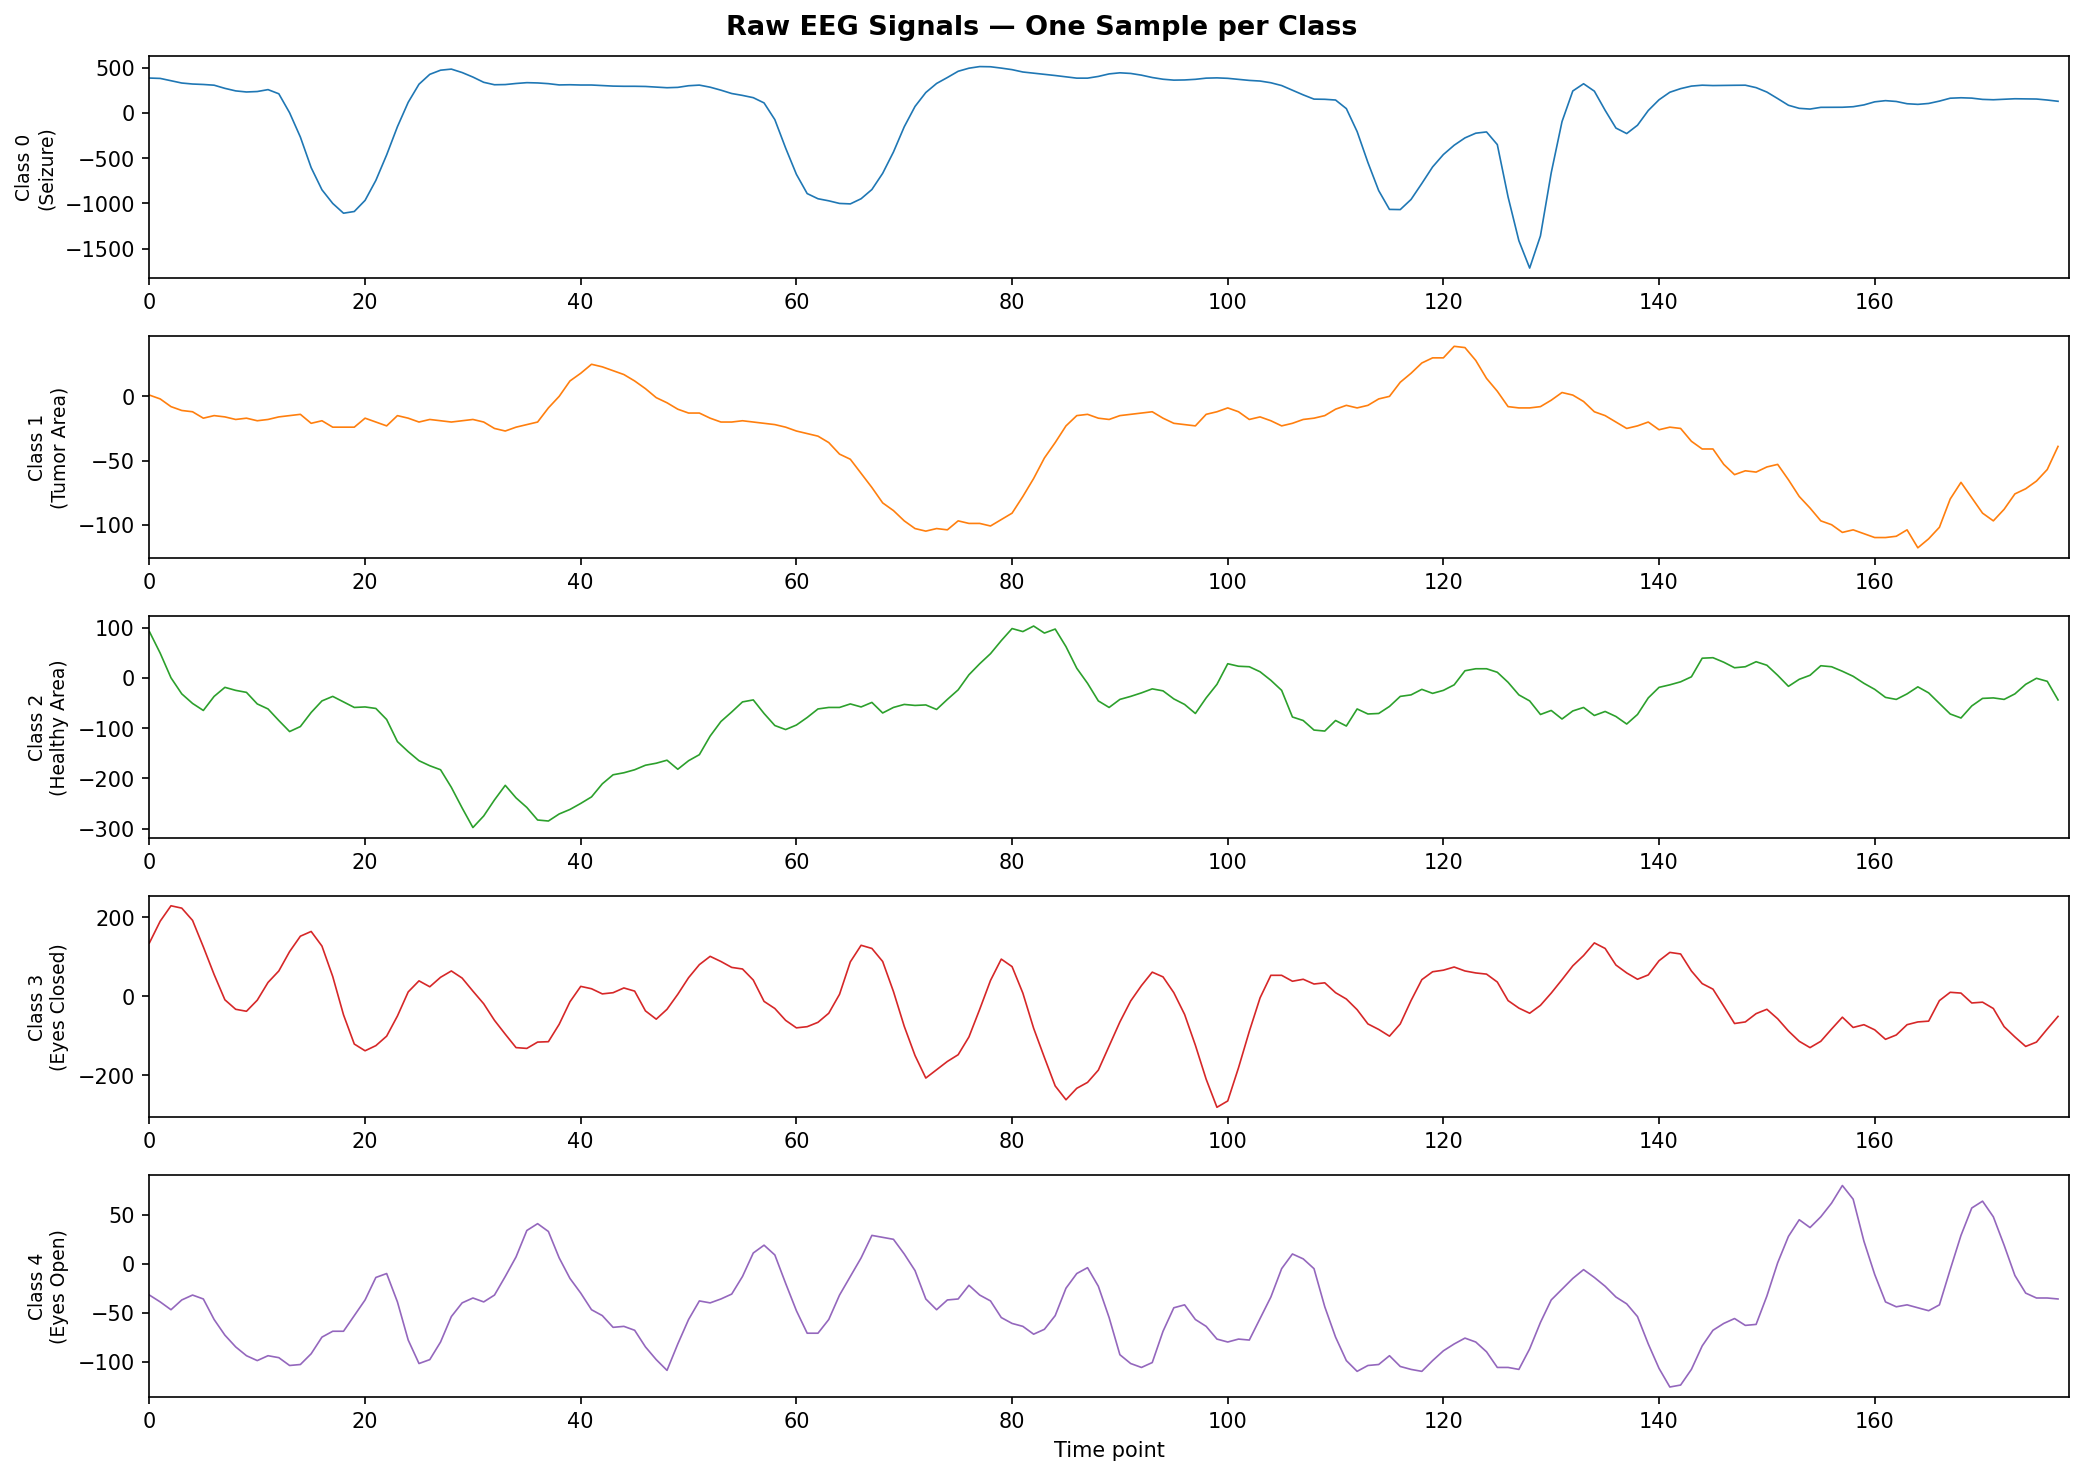 Raw EEG Signals — One Sample per Class
Class 0
(Seizure)
500
0
−500
−1000
−1500
0 20 40 60 80 100 120 140 160
Class 1
(Tumor Area)
0
−50
−100
0 20 40 60 80 100 120 140 160
Class 2
(Healthy Area)
100
0
−100
−200
−300
0 20 40 60 80 100 120 140 160
Class 3
(Eyes Closed)
200
0
−200
0 20 40 60 80 100 120 140 160
Class 4
(Eyes Open)
50
0
−50
−100
0 20 40 60 80 100 120 140 160
Time point